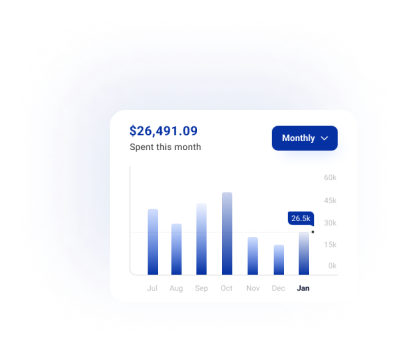 $26,491.09
Spent this month
Monthly
60k
45k
26.5k
30k
15k
0k
Jul Aug Sep Oct Nov Dec Jan